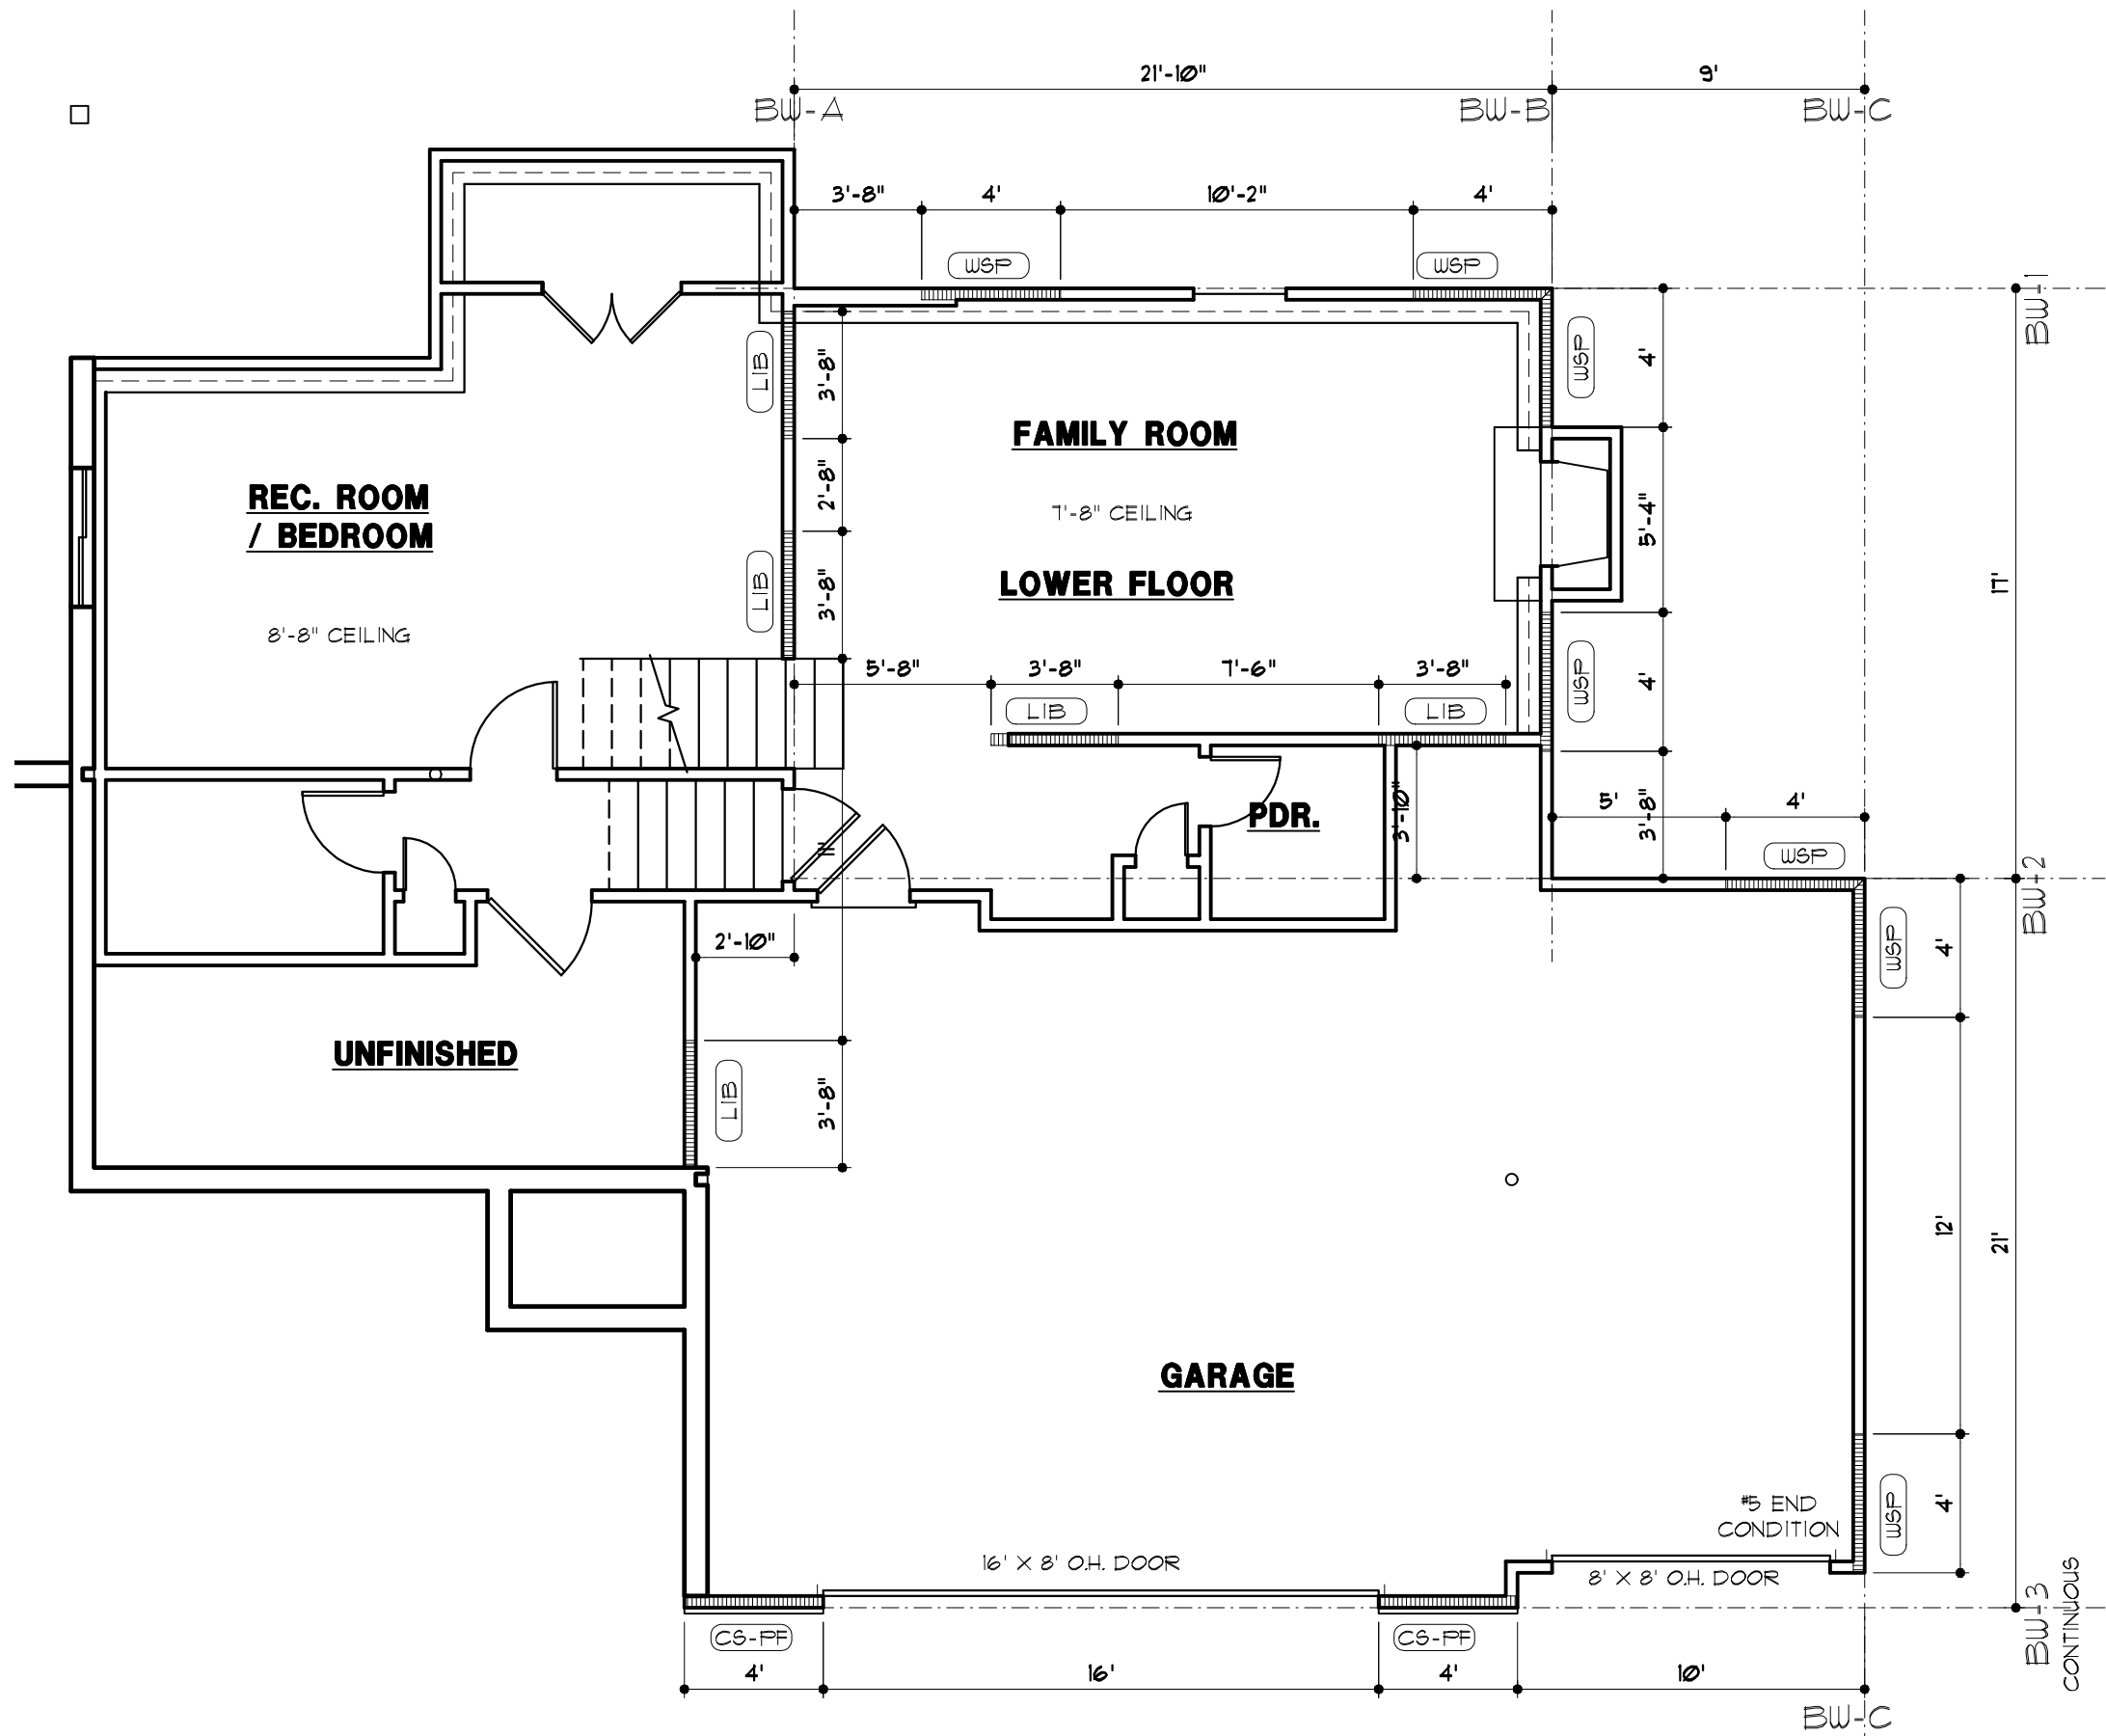 21'-10"
9'
BW-A
BW-B
BW-C
3'-8"
4'
10'-2"
4'
WSP
WSP
BW-1
LIB
3'-8"
WSP
4'
FAMILY ROOM
REC. ROOM
/ BEDROOM
2'-8"
7'-8" CEILING
5'-4"
LIB
3'-8"
LOWER FLOOR
17'
8'-8" CEILING
5'-8"
3'-8"
7'-6"
3'-8"
WSP
4'
LIB
LIB
PDR.
3'-10"
5'
3'-8"
4'
11'
WSP
BW-2
2'-10"
WSP
4'
UNFINISHED
LIB
3'-8"
12'
21'
GARAGE
#5 END
CONDITION
WSP
4'
16' X 8' O.H. DOOR
8' X 8' O.H. DOOR
BW-3
CONTINUOUS
CS-PF
CS-PF
4'
16'
4'
10'
BW-C